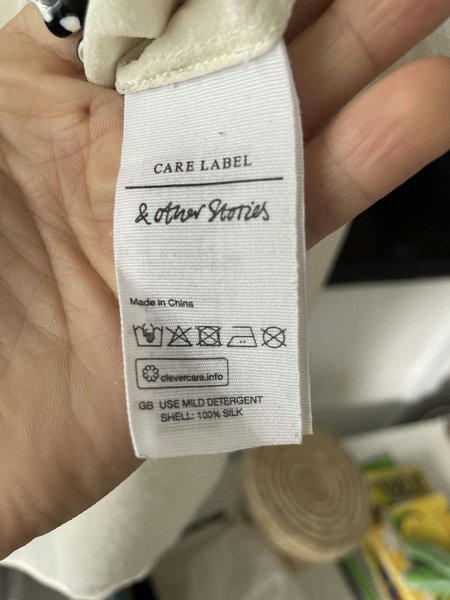 CARE LABEL
& other Stories
Made in China
clevercare.info
GB USE MILD DETERGENT
SHELL: 100% SILK